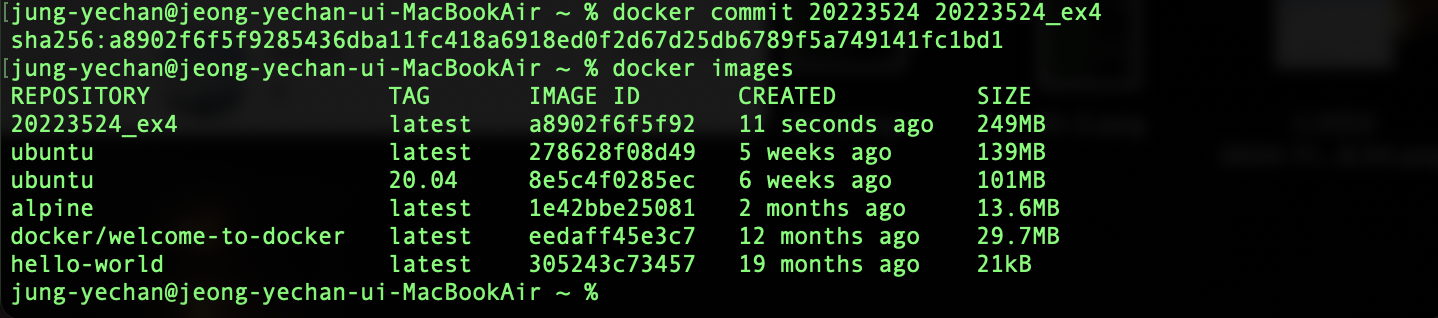 [jung-yechan@jeong-yechan-ui-MacBookAir ~ % docker commit 20223524 20223524_ex4
sha256:a8902f6f5f9285436dba11fc418a6918ed0f2d67d25db6789f5a749141fc1bd1
[jung-yechan@jeong-yechan-ui-MacBookAir ~ % docker images
REPOSITORY TAG IMAGE ID CREATED SIZE
20223524_ex4 latest a8902f6f5f92 11 seconds ago 249MB
ubuntu latest 278628f08d49 5 weeks ago 139MB
ubuntu 20.04 8e5c4f0285ec 6 weeks ago 101MB
alpine latest 1e42bbe25081 2 months ago 13.6MB
docker/welcome-to-docker latest eedaff45e3c7 12 months ago 29.7MB
hello-world latest 305243c73457 19 months ago 21kB
jung-yechan@jeong-yechan-ui-MacBookAir ~ %